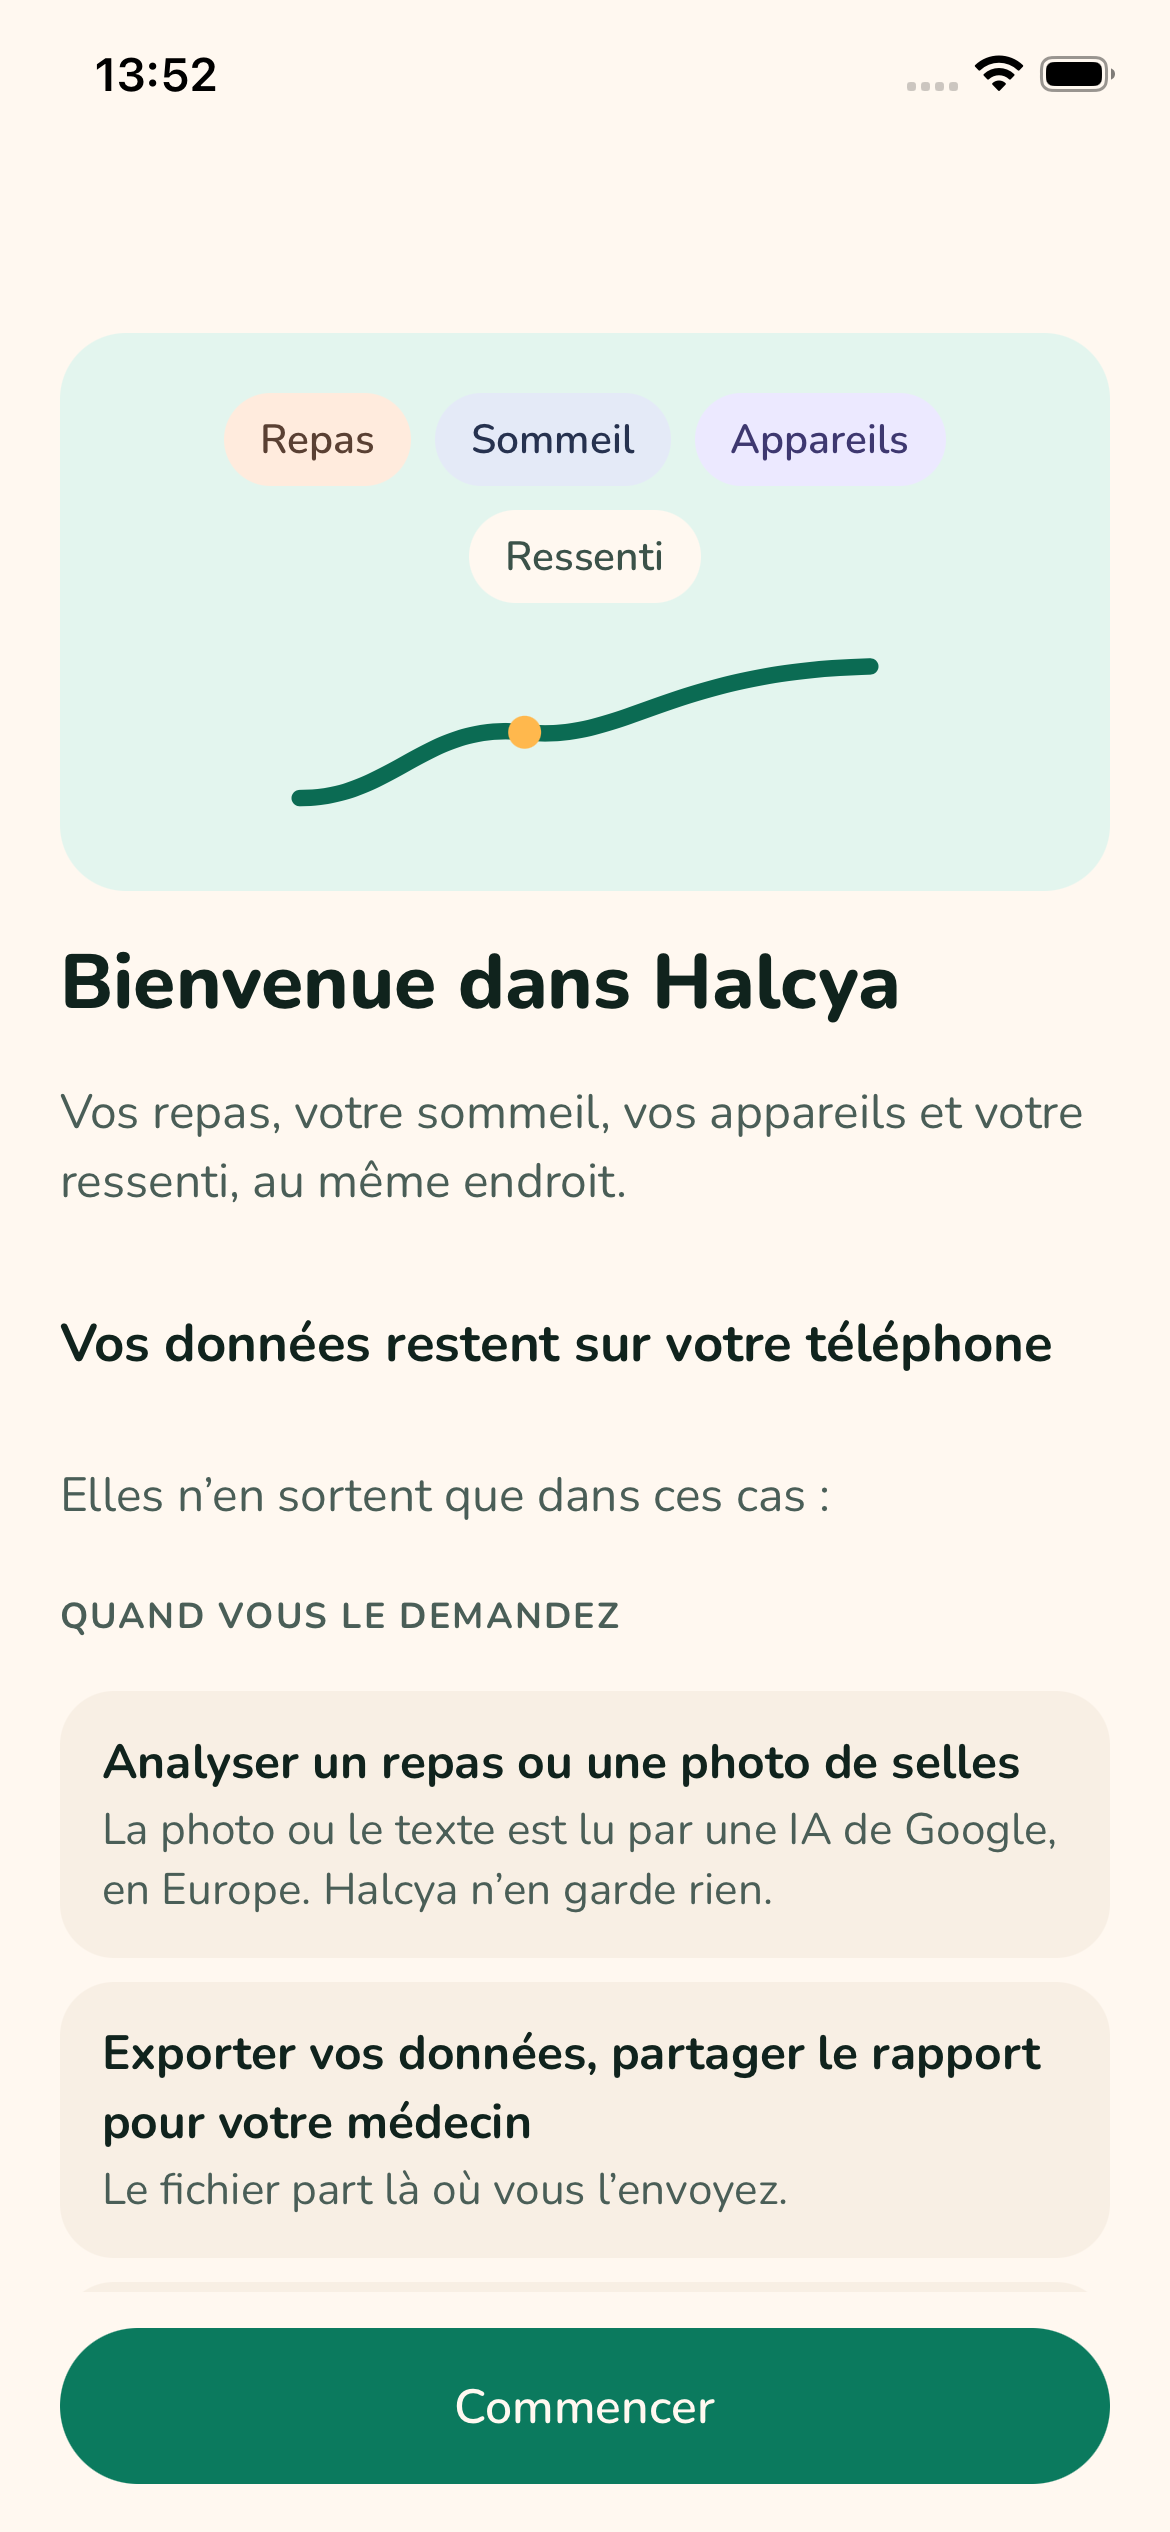 13:52
Repas
Sommeil
Appareils
Ressenti
Bienvenue dans Halcya
Vos repas, votre sommeil, vos appareils et votre
ressenti, au même endroit.
Vos données restent sur votre téléphone
Elles n’en sortent que dans ces cas :
QUAND VOUS LE DEMANDEZ
Analyser un repas ou une photo de selles
La photo ou le texte est lu par une IA de Google,
en Europe. Halcya n’en garde rien.
Exporter vos données, partager le rapport
pour votre médecin
Le fichier part là où vous l’envoyez.
Commencer